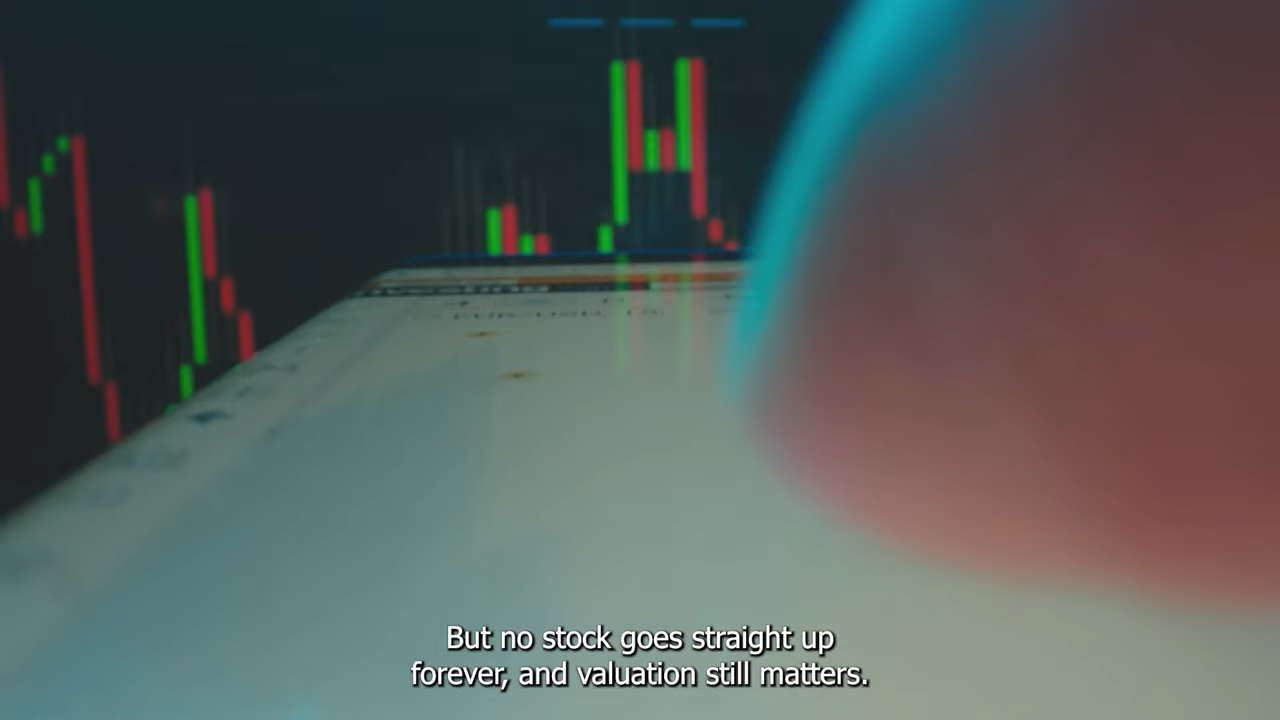 But no stock goes straight up
forever, and valuation still matters.